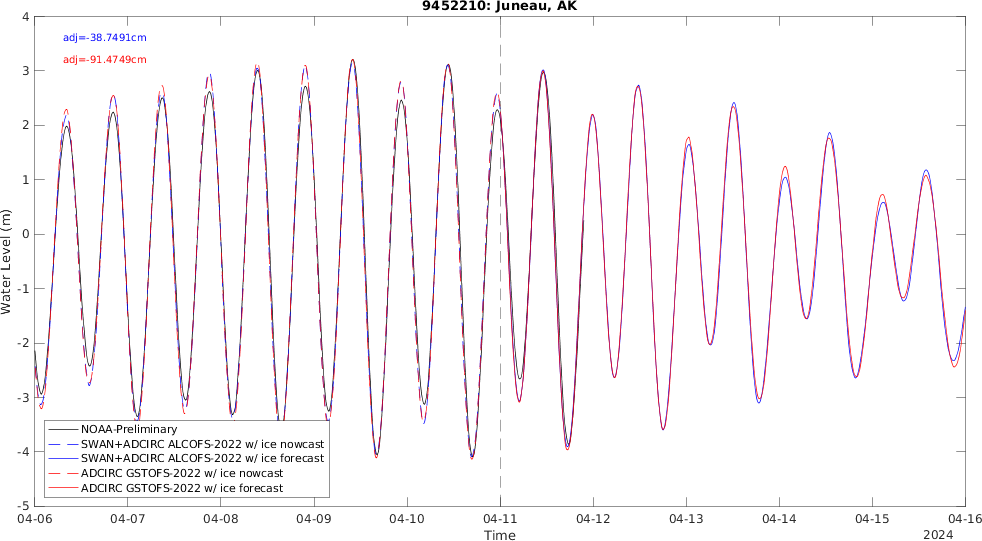 9452210: Juneau, AK
adj=-38.7491cm
adj=-91.4749cm
Water Level (m)
4
3
2
1
0
-1
-2
-3
-4
-5
NOAA-Preliminary
SWAN+ADCIRC ALCOFS-2022 w/ ice nowcast
SWAN+ADCIRC ALCOFS-2022 w/ ice forecast
ADCIRC GSTOFS-2022 w/ ice nowcast
ADCIRC GSTOFS-2022 w/ ice forecast
04-06 04-07 04-08 04-09 04-10 04-11 04-12 04-13 04-14 04-15 04-16
Time
2024